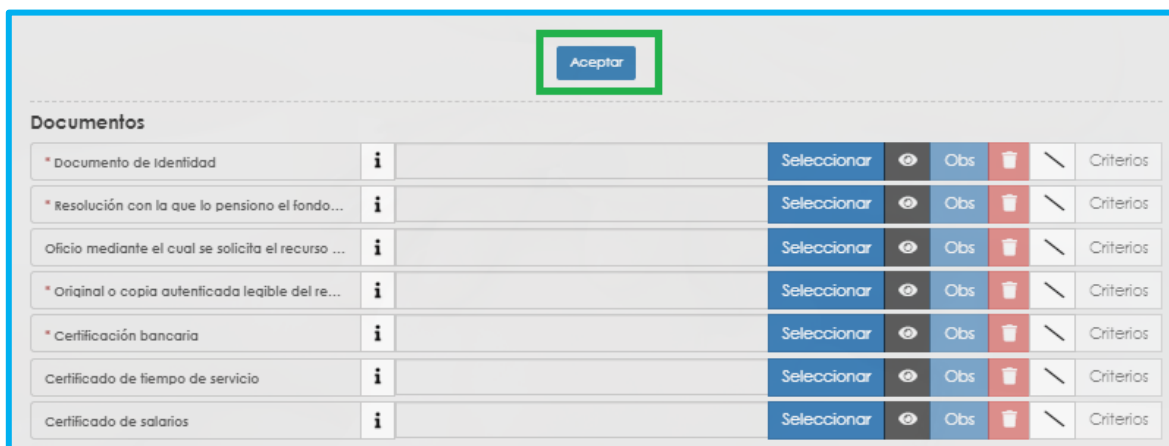 Aceptar
Documentos
* Documento de Identidad i Seleccionar Obs Criterios
* Resolución con la que lo pensiono el fondo... i Seleccionar Obs Criterios
Oficio mediante el cual se solicita el recurso ... i Seleccionar Obs Criterios
* Original o copia autenticada legible del re... i Seleccionar Obs Criterios
* Certificación bancaria i Seleccionar Obs Criterios
Certificado de tiempo de servicio i Seleccionar Obs Criterios
Certificado de salarios i Seleccionar Obs Criterios